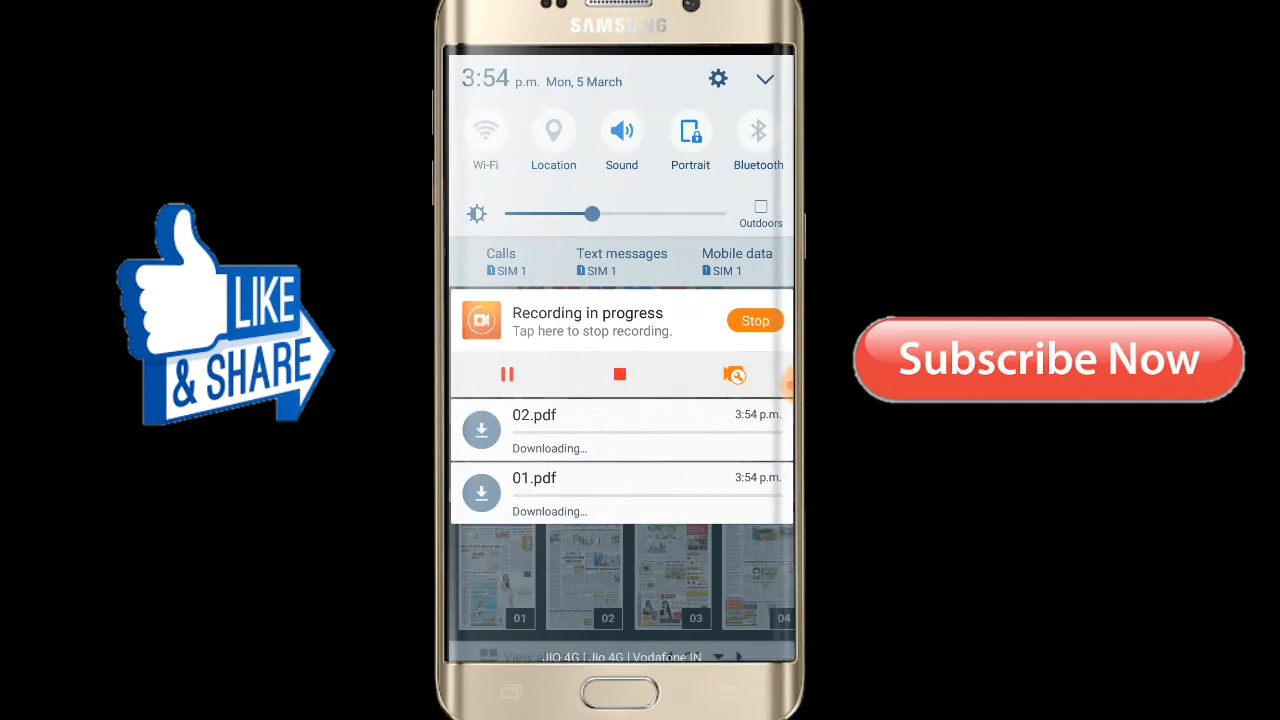 SAMSUNG
3:54 p.m. Mon, 5 March
Wi-Fi Location Sound Portrait Bluetooth
Outdoors
Calls Text messages Mobile data
SIM 1 SIM 1 SIM 1
Recording in progress
Tap here to stop recording.
Stop
02.pdf 3:54 p.m.
Downloading...
01.pdf 3:54 p.m.
Downloading...
01 02 03 04
View
JIO 4G | Jio 4G | Vodafone IN
LIKE
& SHARE
Subscribe Now